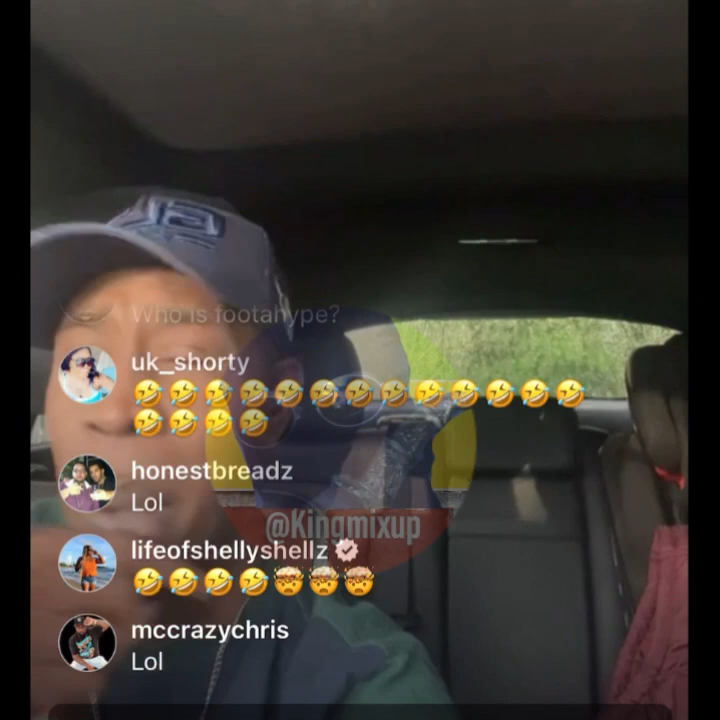 Who is footahype?
uk_shorty
🤣🤣🤣🤣🤣🤣🤣🤣🤣🤣🤣🤣🤣
🤣🤣🤣🤣
honestbreadz
Lol
@Kingmixup
lifeofshellyshellz
🤣🤣🤣🤣🤯🤯🤯
mccrazychris
Lol